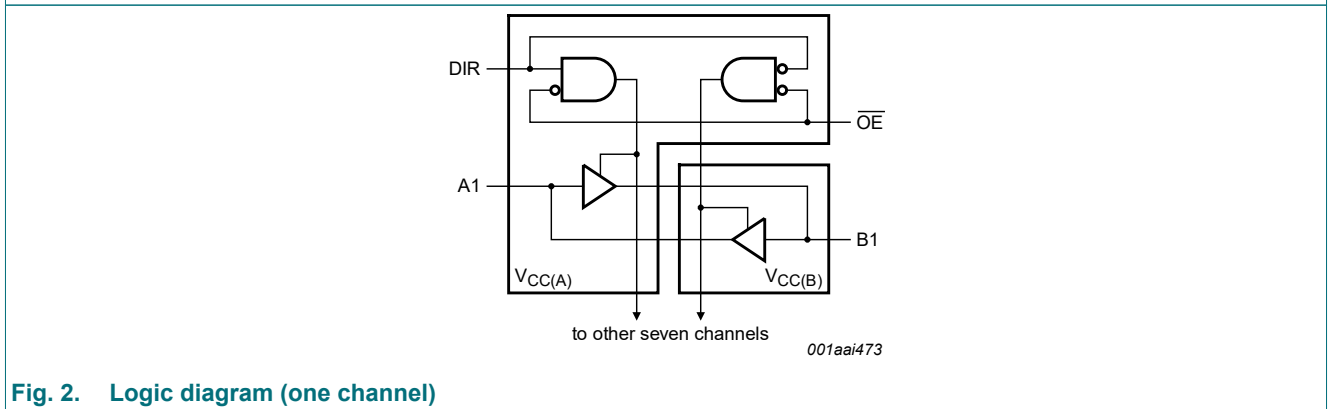 DIR
OE
A1
B1
VCC(A)
VCC(B)
to other seven channels
001aai473
Fig. 2. Logic diagram (one channel)